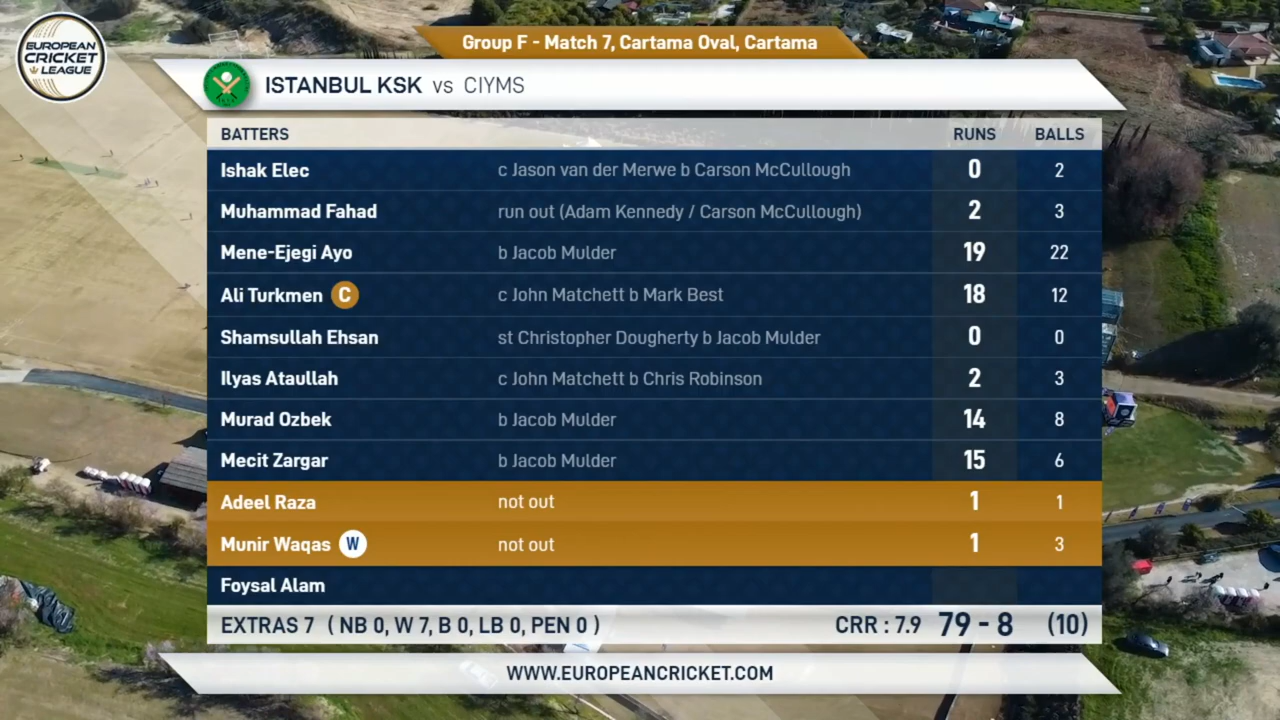 EUROPEAN
CRICKET
LEAGUE
Group F - Match 7, Cartama Oval, Cartama
ISTANBUL KSK vs CIYMS
BATTERS RUNS BALLS
Ishak Elec c Jason van der Merwe b Carson McCullough 0 2
Muhammad Fahad run out (Adam Kennedy / Carson McCullough) 2 3
Mene-Ejegi Ayo b Jacob Mulder 19 22
Ali Turkmen C c John Matchett b Mark Best 18 12
Shamsullah Ehsan st Christopher Dougherty b Jacob Mulder 0 0
Ilyas Ataullah c John Matchett b Chris Robinson 2 3
Murad Ozbek b Jacob Mulder 14 8
Mecit Zargar b Jacob Mulder 15 6
Adeel Raza not out 1 1
Munir Waqas W not out 1 3
Foysal Alam
EXTRAS 7 ( NB 0, W 7, B 0, LB 0, PEN 0 ) CRR : 7.9 79 - 8 (10)
WWW.EUROPEANCRICKET.COM